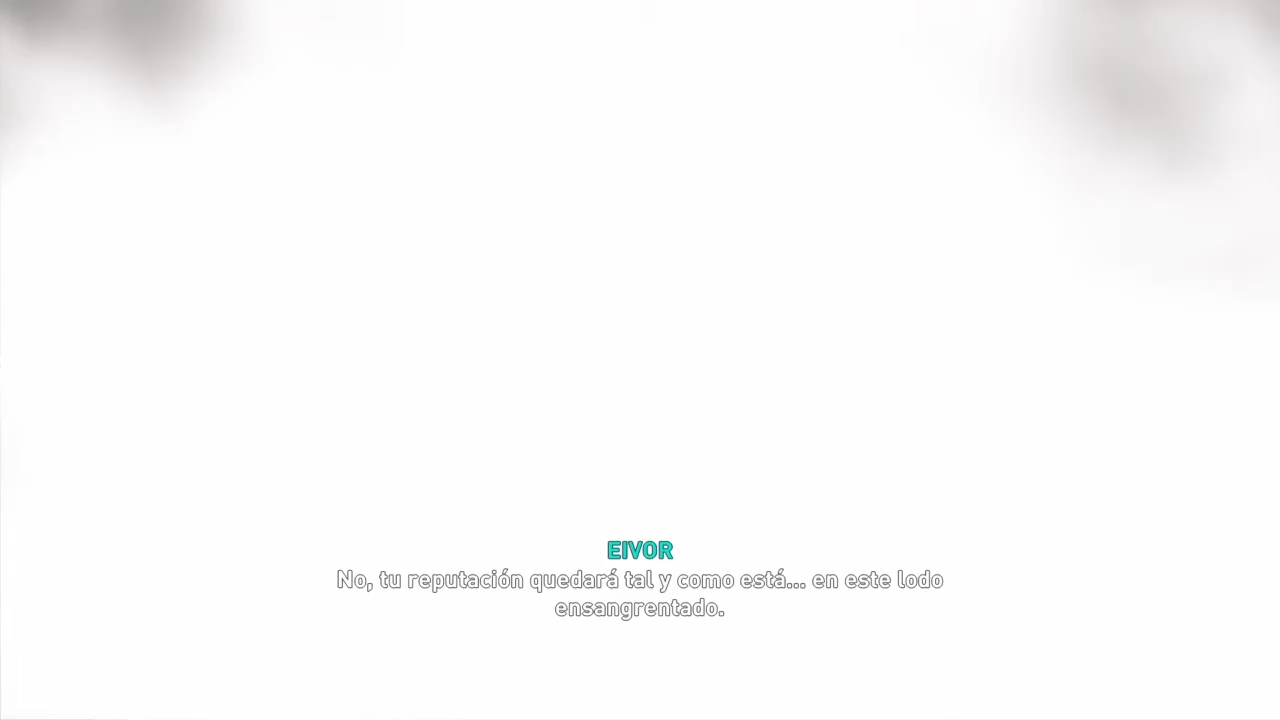 EIVOR
No, tu reputación quedará tal y como está... en este lodo
ensangrentado.